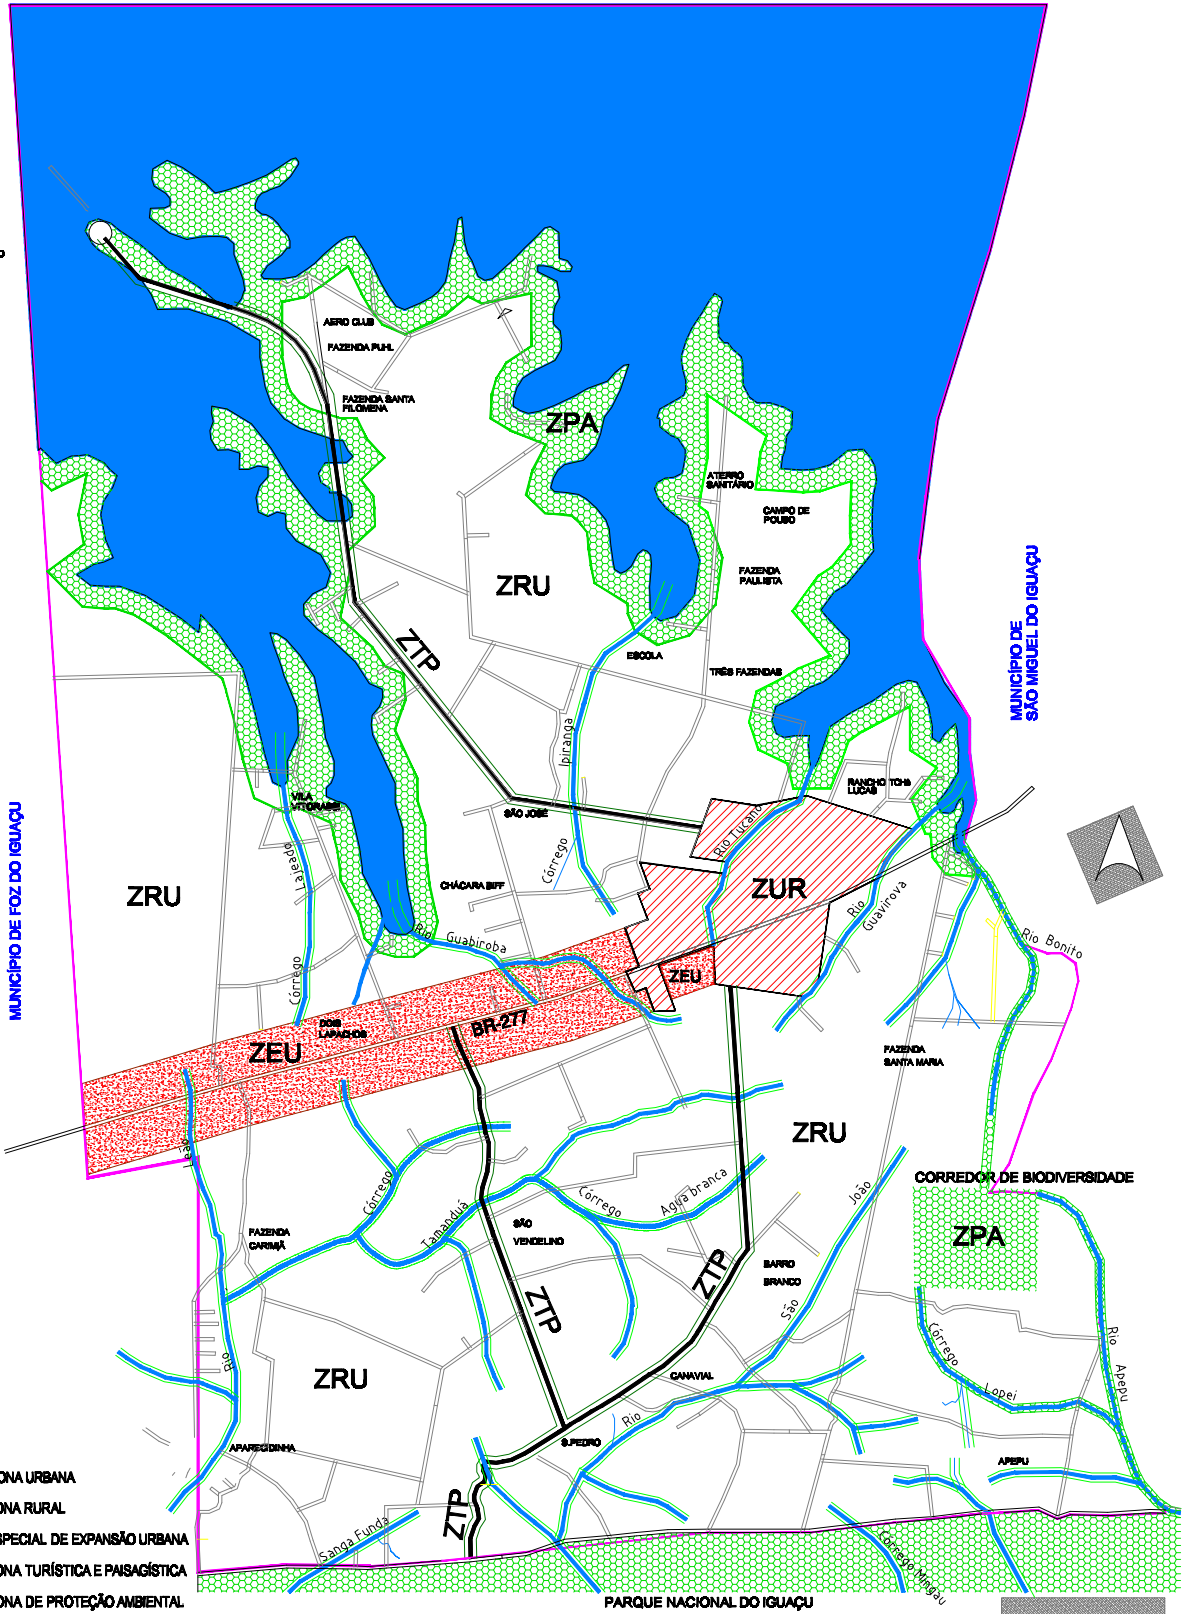 AERO CLUB
FAZENDA PUHL
FAZENDA SANTA
FILOMENA
ZPA
ATERRO
SANITÁRIO
CAMPO DE
POUSO
FAZENDA
PAULISTA
ZRU
ZTP
ESCOLA
TRÊS FAZENDAS
MUNICÍPIO DE
SÃO MIGUEL DO IGUAÇU
Ipiranga
Córrego
RANCHO TCHê
LUCAS
VILA
SÃO JOSÉ
Rio Tucano
MUNICÍPIO DE FOZ DO IGUAÇU
ZRU
CHÁCARA BIFF
ZUR
Rio
Guavirova
Córrego
Rio Guabiroba
Rio Bonito
ZEU
DOIS
LAPACHOS
BR-277
ZEU
FAZENDA
SANTA MARIA
ZRU
CORREDOR DE BIODIVERSIDADE
ZPA
Córrego
Tamanduá
Córrego
Agua branca
João
São
Rio
FAZENDA
CARIMÃ
SÃO
VENDELINO
BARRO
BRANCO
ZTP
ZTP
ZRU
Rio
CANAVIAL
S.PEDRO
Córrego
Lopei
Rio
Apepu
APEPU
APARECIDINHA
ZTP
Sanga Funda
Córrego Mingau
ONA URBANA
ONA RURAL
SPECIAL DE EXPANSÃO URBANA
ONA TURÍSTICA E PAISAGÍSTICA
ONA DE PROTEÇÃO AMBIENTAL
PARQUE NACIONAL DO IGUAÇU